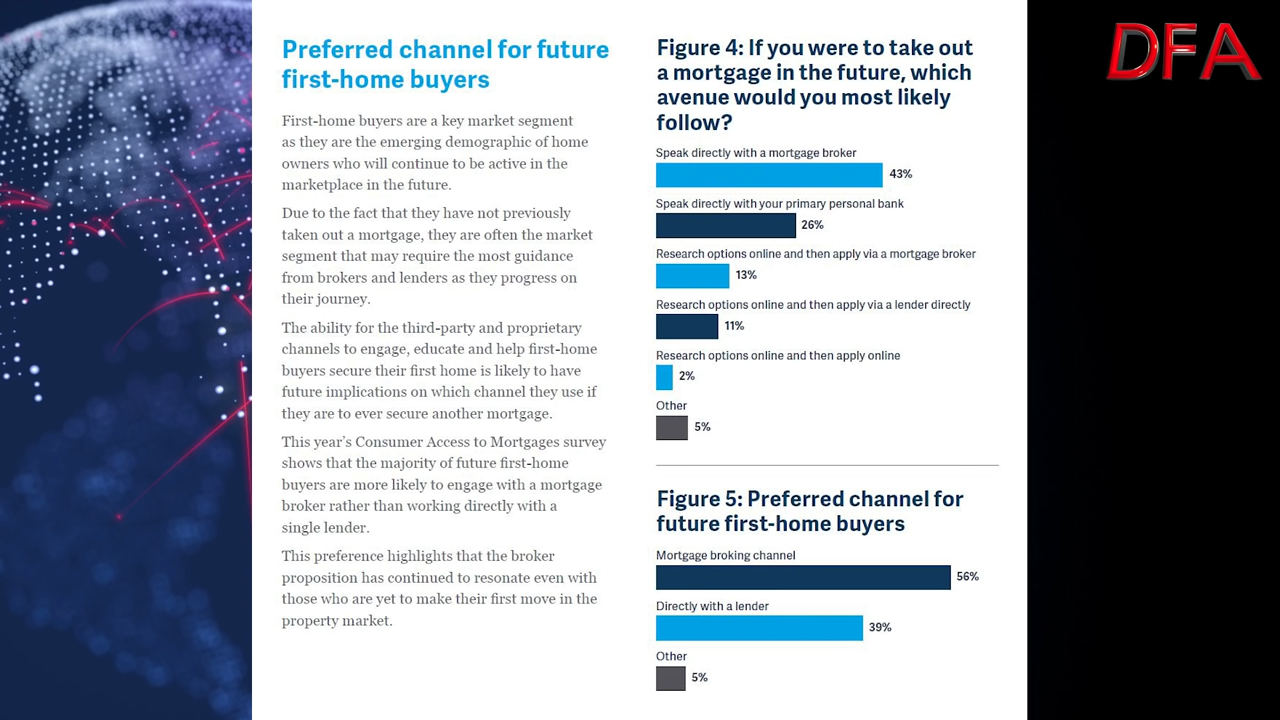 Preferred channel for future
first-home buyers
First-home buyers are a key market segment
as they are the emerging demographic of home
owners who will continue to be active in the
marketplace in the future.
Due to the fact that they have not previously
taken out a mortgage, they are often the market
segment that may require the most guidance
from brokers and lenders as they progress on
their journey.
The ability for the third-party and proprietary
channels to engage, educate and help first-home
buyers secure their first home is likely to have
future implications on which channel they use if
they are to ever secure another mortgage.
This year’s Consumer Access to Mortgages survey
shows that the majority of future first-home
buyers are more likely to engage with a mortgage
broker rather than working directly with a
single lender.
This preference highlights that the broker
proposition has continued to resonate even with
those who are yet to make their first move in the
property market.
Figure 4: If you were to take out
a mortgage in the future, which
avenue would you most likely
follow?
Speak directly with a mortgage broker
43%
Speak directly with your primary personal bank
26%
Research options online and then apply via a mortgage broker
13%
Research options online and then apply via a lender directly
11%
Research options online and then apply online
2%
Other
5%
Figure 5: Preferred channel for
future first-home buyers
Mortgage broking channel
56%
Directly with a lender
39%
Other
5%
DFA